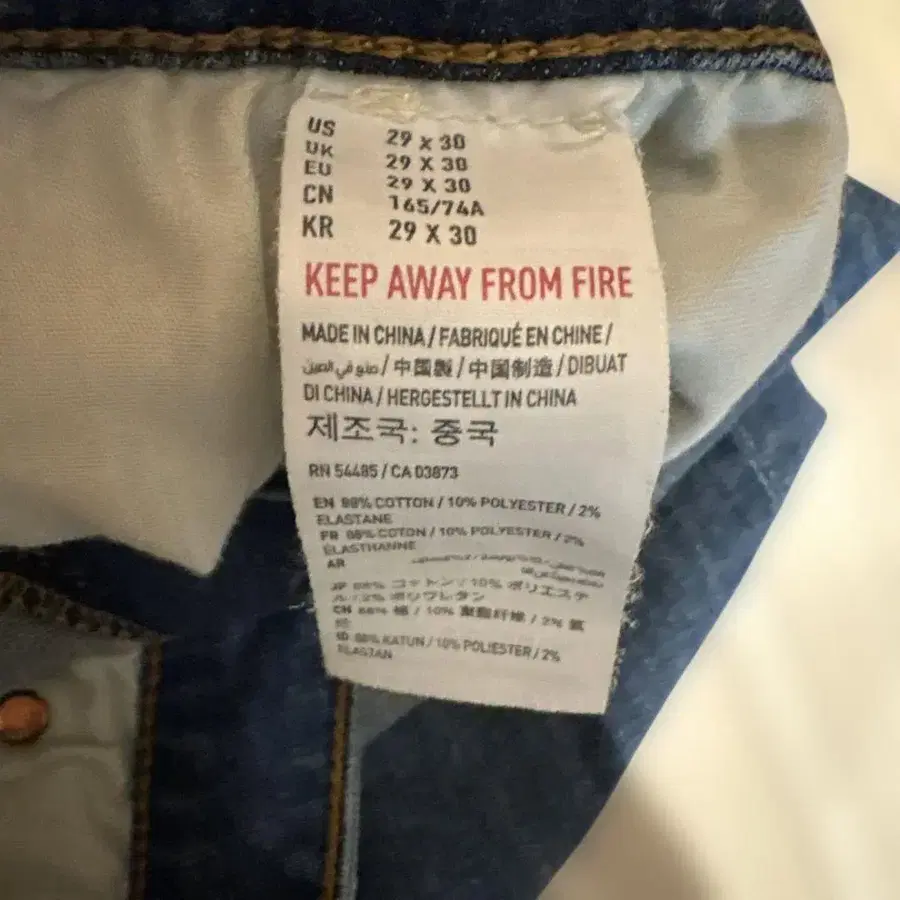 US 29 X 30
UK 29 X 30
EU 29 X 30
CN 165/74A
KR 29 X 30
KEEP AWAY FROM FIRE
MADE IN CHINA / FABRIQUÉ EN CHINE /
صنع في الصين / 中国製 / 中国制造 / DIBUAT
DI CHINA / HERGESTELLT IN CHINA
제조국: 중국
RN 54485 / CA 03873
EN 88% COTTON / 10% POLYESTER / 2%
ELASTANE
FR 88% COTON / 10% POLYESTER / 2%
ÉLASTHANNE
AR
JP 88% コットン / 10% ポリエステ
ル / 2% ポリウレタン
CN 88% 棉 / 10% 聚酯纤维 / 2% 氨
纶
ID 88% KATUN / 10% POLIESTER / 2%
ELASTAN